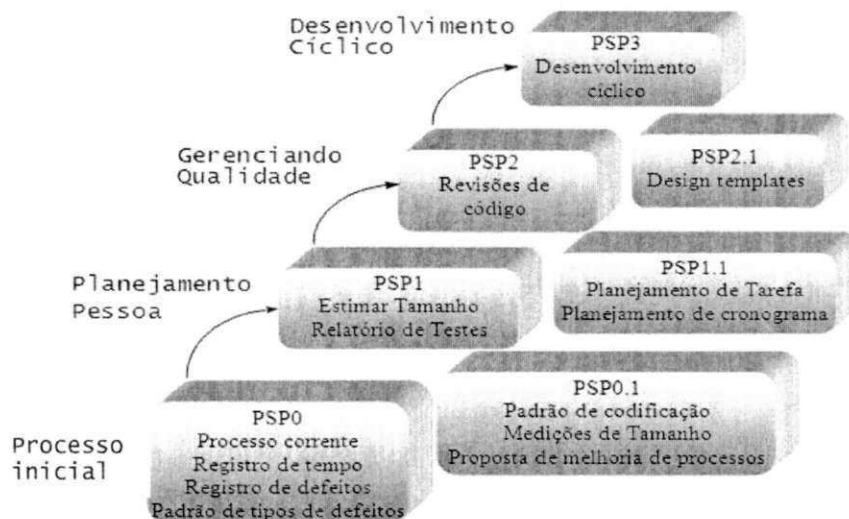 Desenvolvimento
Cíclico
PSP3
Desenvolvimento
cíclico
Gerenciando
Qualidade
PSP2
Revisões de
código
PSP2.1
Design templates
Planejamento
Pessoa
PSP1
Estimar Tamanho
Relatório de Testes
PSP1.1
Planejamento de Tarefa
Planejamento de cronograma
Processo
inicial
PSP0
Processo corrente
Registro de tempo
Registro de defeitos
Padrão de tipos de defeitos
PSP0.1
Padrão de codificação
Medições de Tamanho
Proposta de melhoria de processos